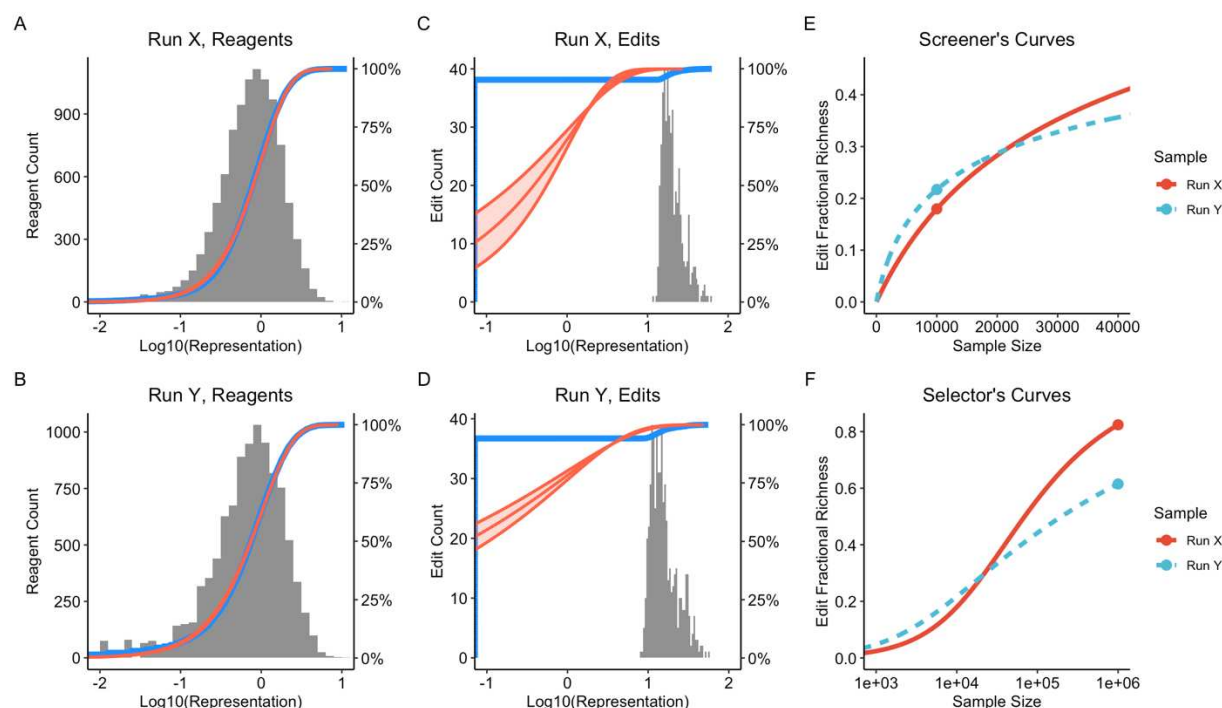 A
Run X, Reagents
Reagent Count
900
600
300
0
100%
75%
50%
25%
0%
-2
-1
0
1
Log10(Representation)
C
Run X, Edits
Edit Count
40
30
20
10
0
100%
75%
50%
25%
0%
-1
0
1
2
Log10(Representation)
E
Screener's Curves
Edit Fractional Richness
0.4
0.3
0.2
0.1
0.0
0
10000
20000
30000
40000
Sample Size
Sample
Run X
Run Y
B
Run Y, Reagents
Reagent Count
1000
750
500
250
0
100%
75%
50%
25%
0%
-2
-1
0
1
Log10(Representation)
D
Run Y, Edits
Edit Count
40
30
20
10
0
100%
75%
50%
25%
0%
-1
0
1
2
Log10(Representation)
F
Selector's Curves
Edit Fractional Richness
0.8
0.6
0.4
0.2
0.0
1e+03
1e+04
1e+05
1e+06
Sample Size
Sample
Run X
Run Y